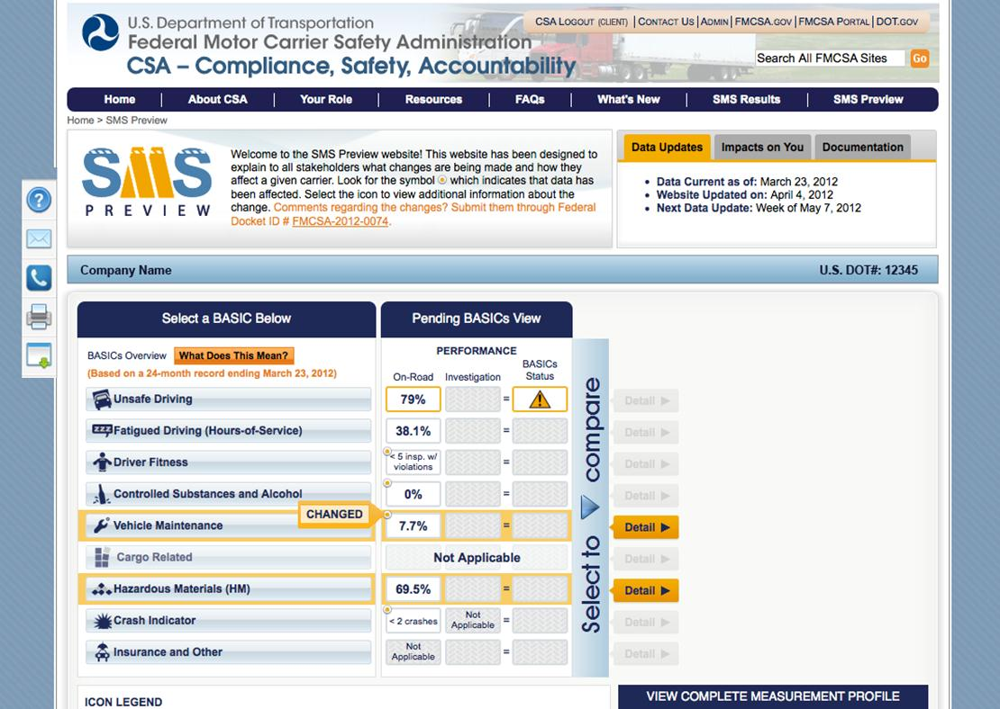 U.S. Department of Transportation
Federal Motor Carrier Safety Administration
CSA – Compliance, Safety, Accountability
CSA LOGOUT (CLIENT) | CONTACT US | ADMIN | FMCSA.GOV | FMCSA PORTAL | DOT.GOV
Search All FMCSA Sites Go
Home About CSA Your Role Resources FAQs What's New SMS Results SMS Preview
Home > SMS Preview
SMS
PREVIEW
Welcome to the SMS Preview website! This website has been designed to
explain to all stakeholders what changes are being made and how they
affect a given carrier. Look for the symbol which indicates that data has
been affected. Select the icon to view additional information about the
change. Comments regarding the changes? Submit them through Federal
Docket ID # FMCSA-2012-0074.
Data Updates Impacts on You Documentation
• Data Current as of: March 23, 2012
• Website Updated on: April 4, 2012
• Next Data Update: Week of May 7, 2012
Company Name U.S. DOT#: 12345
Select a BASIC Below
Pending BASICs View
BASICs Overview What Does This Mean?
(Based on a 24-month record ending March 23, 2012)
PERFORMANCE
On-Road Investigation BASICs
Status
Unsafe Driving 79% = Detail ▶
ZZZ Fatigued Driving (Hours-of-Service) 38.1% = Detail ▶
Driver Fitness < 5 insp. w/
violations = Detail ▶
Controlled Substances and Alcohol 0% = Detail ▶
CHANGED
Vehicle Maintenance 7.7% = Detail ▶
Cargo Related Not Applicable Detail ▶
Hazardous Materials (HM) 69.5% = Detail ▶
Crash Indicator < 2 crashes Not
Applicable = Detail ▶
Insurance and Other Not
Applicable = Detail ▶
Select to ▶ compare
ICON LEGEND
VIEW COMPLETE MEASUREMENT PROFILE